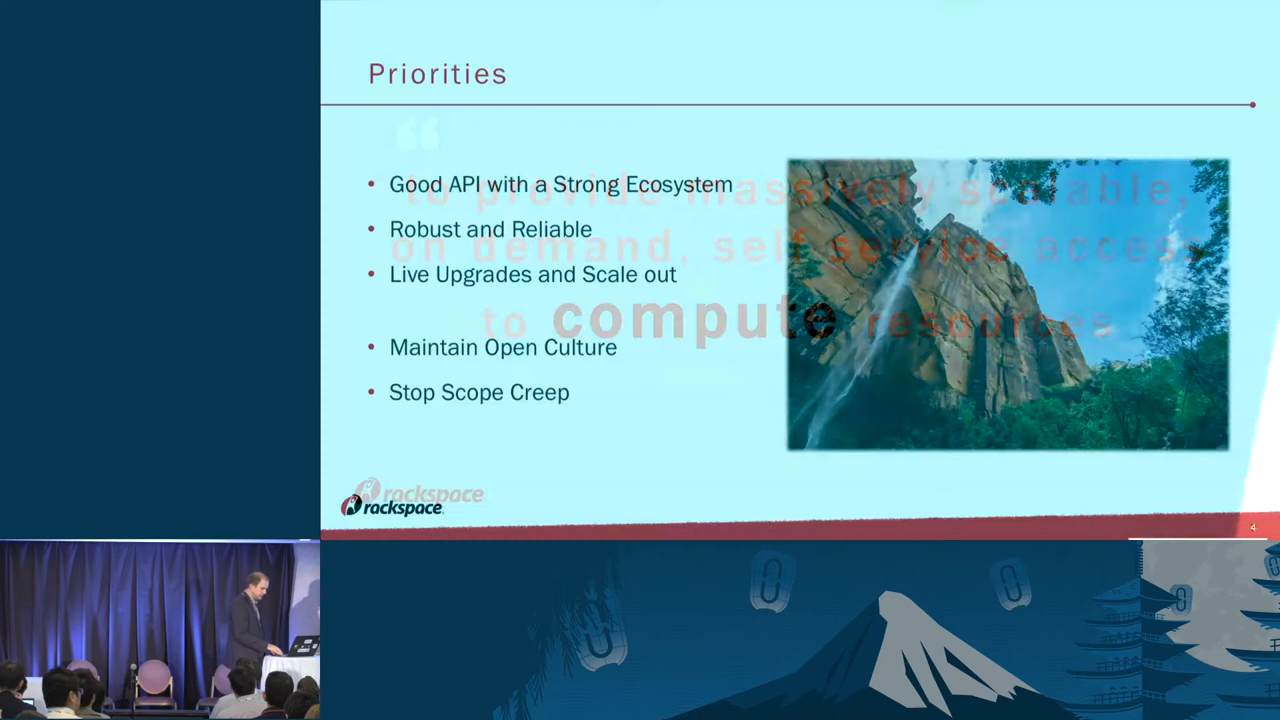 Priorities
“
to provide massively scalable,
on demand, self service access
to compute resources
• Good API with a Strong Ecosystem
• Robust and Reliable
• Live Upgrades and Scale out
• Maintain Open Culture
• Stop Scope Creep
rackspace
rackspace
4